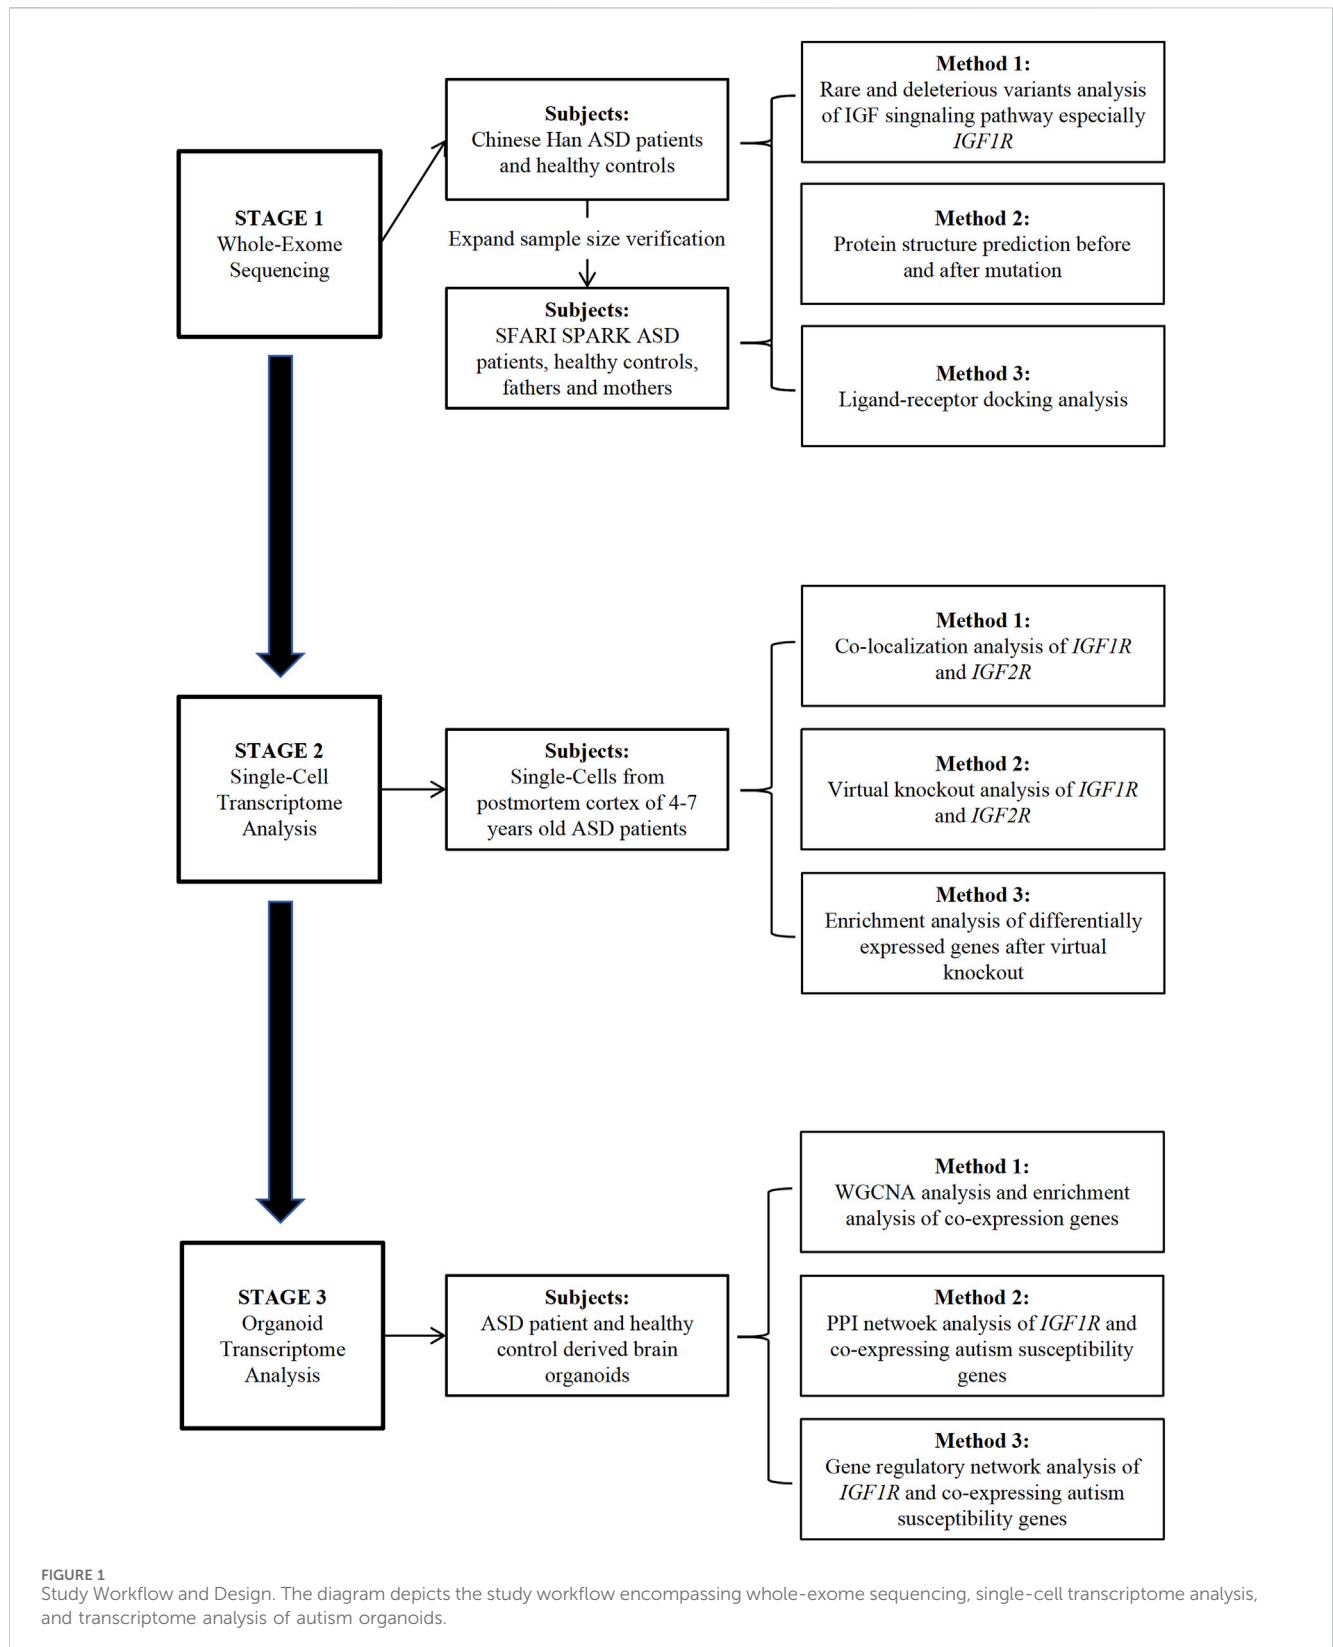 STAGE 1
Whole-Exome
Sequencing
Subjects:
Chinese Han ASD patients
and healthy controls
Expand sample size verification
Subjects:
SFARI SPARK ASD
patients, healthy controls,
fathers and mothers
Method 1:
Rare and deleterious variants analysis
of IGF singnaling pathway especially
IGF1R
Method 2:
Protein structure prediction before
and after mutation
Method 3:
Ligand-receptor docking analysis
STAGE 2
Single-Cell
Transcriptome
Analysis
Subjects:
Single-Cells from
postmortem cortex of 4-7
years old ASD patients
Method 1:
Co-localization analysis of IGF1R
and IGF2R
Method 2:
Virtual knockout analysis of IGF1R
and IGF2R
Method 3:
Enrichment analysis of differentially
expressed genes after virtual
knockout
STAGE 3
Organoid
Transcriptome
Analysis
Subjects:
ASD patient and healthy
control derived brain
organoids
Method 1:
WGCNA analysis and enrichment
analysis of co-expression genes
Method 2:
PPI netwoek analysis of IGF1R and
co-expressing autism susceptibility
genes
Method 3:
Gene regulatory network analysis of
IGF1R and co-expressing autism
susceptibility genes
FIGURE 1
Study Workflow and Design. The diagram depicts the study workflow encompassing whole-exome sequencing, single-cell transcriptome analysis,
and transcriptome analysis of autism organoids.